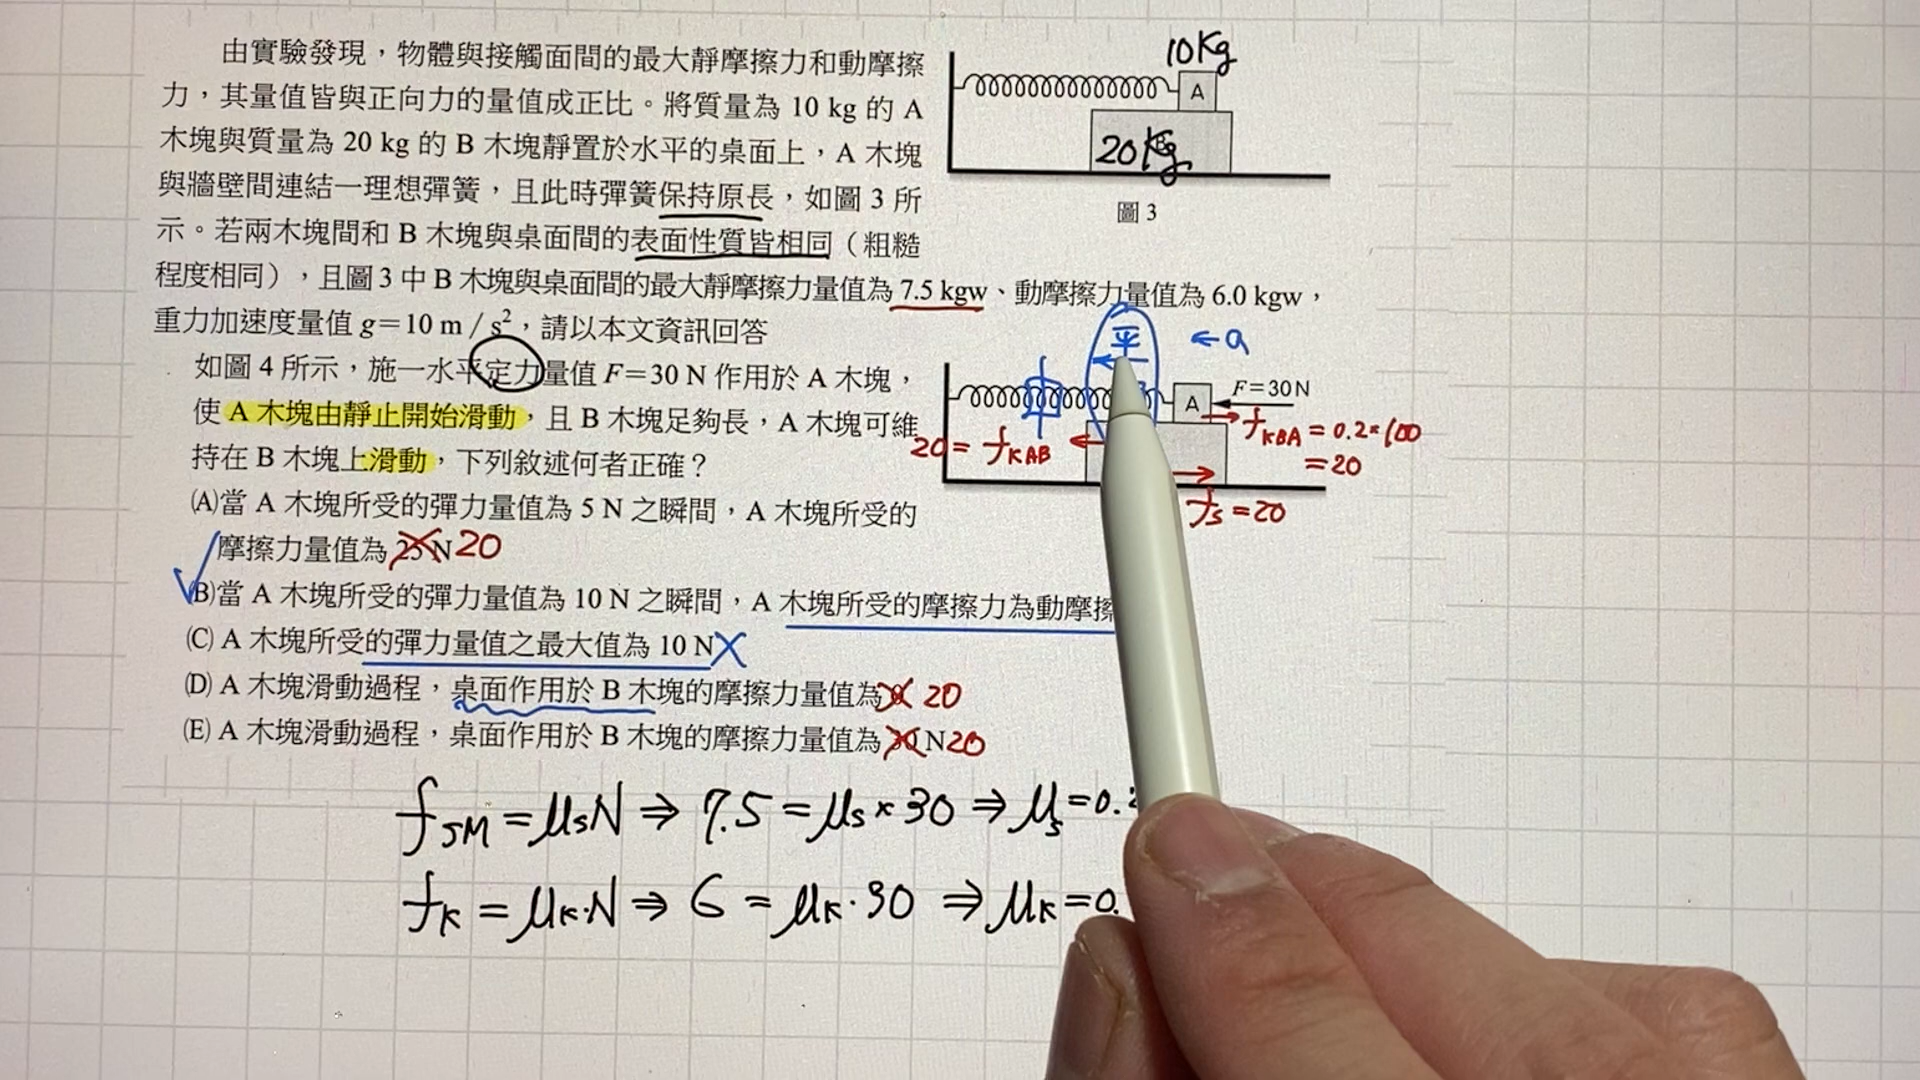 由實驗發現，物體與接觸面間的最大靜摩擦力和動摩擦
力，其量值皆與正向力的量值成正比。將質量為 10 kg 的 A
木塊與質量為 20 kg 的 B 木塊靜置於水平的桌面上，A 木塊
與牆壁間連結一理想彈簧，且此時彈簧保持原長，如圖 3 所
示。若兩木塊間和 B 木塊與桌面間的表面性質皆相同（粗糙
程度相同），且圖 3 中 B 木塊與桌面間的最大靜摩擦力量值為 7.5 kgw、動摩擦力量值為 6.0 kgw，
重力加速度量值 g＝10 m / s²，請以本文資訊回答
10Kg
A
20Kg
圖 3
如圖 4 所示，施一水平定力量值 F＝30 N 作用於 A 木塊，
使 A 木塊由靜止開始滑動，且 B 木塊足夠長，A 木塊可維
持在 B 木塊上滑動，下列敘述何者正確？
平
←a
A
F＝30 N
fKBA = 0.2×100
=20
20 = fKAB
fs =20
(A)當 A 木塊所受的彈力量值為 5 N 之瞬間，A 木塊所受的
摩擦力量值為 25 N 20
(B)當 A 木塊所受的彈力量值為 10 N 之瞬間，A 木塊所受的摩擦力為動摩
(C) A 木塊所受的彈力量值之最大值為 10 N
(D) A 木塊滑動過程，桌面作用於 B 木塊的摩擦力量值為 20
(E) A 木塊滑動過程，桌面作用於 B 木塊的摩擦力量值為 N 20
fSM = μsN ⇒ 7.5 = μs×30 ⇒ μs=0.
fK = μK·N ⇒ 6 = μK·30 ⇒ μK=0.